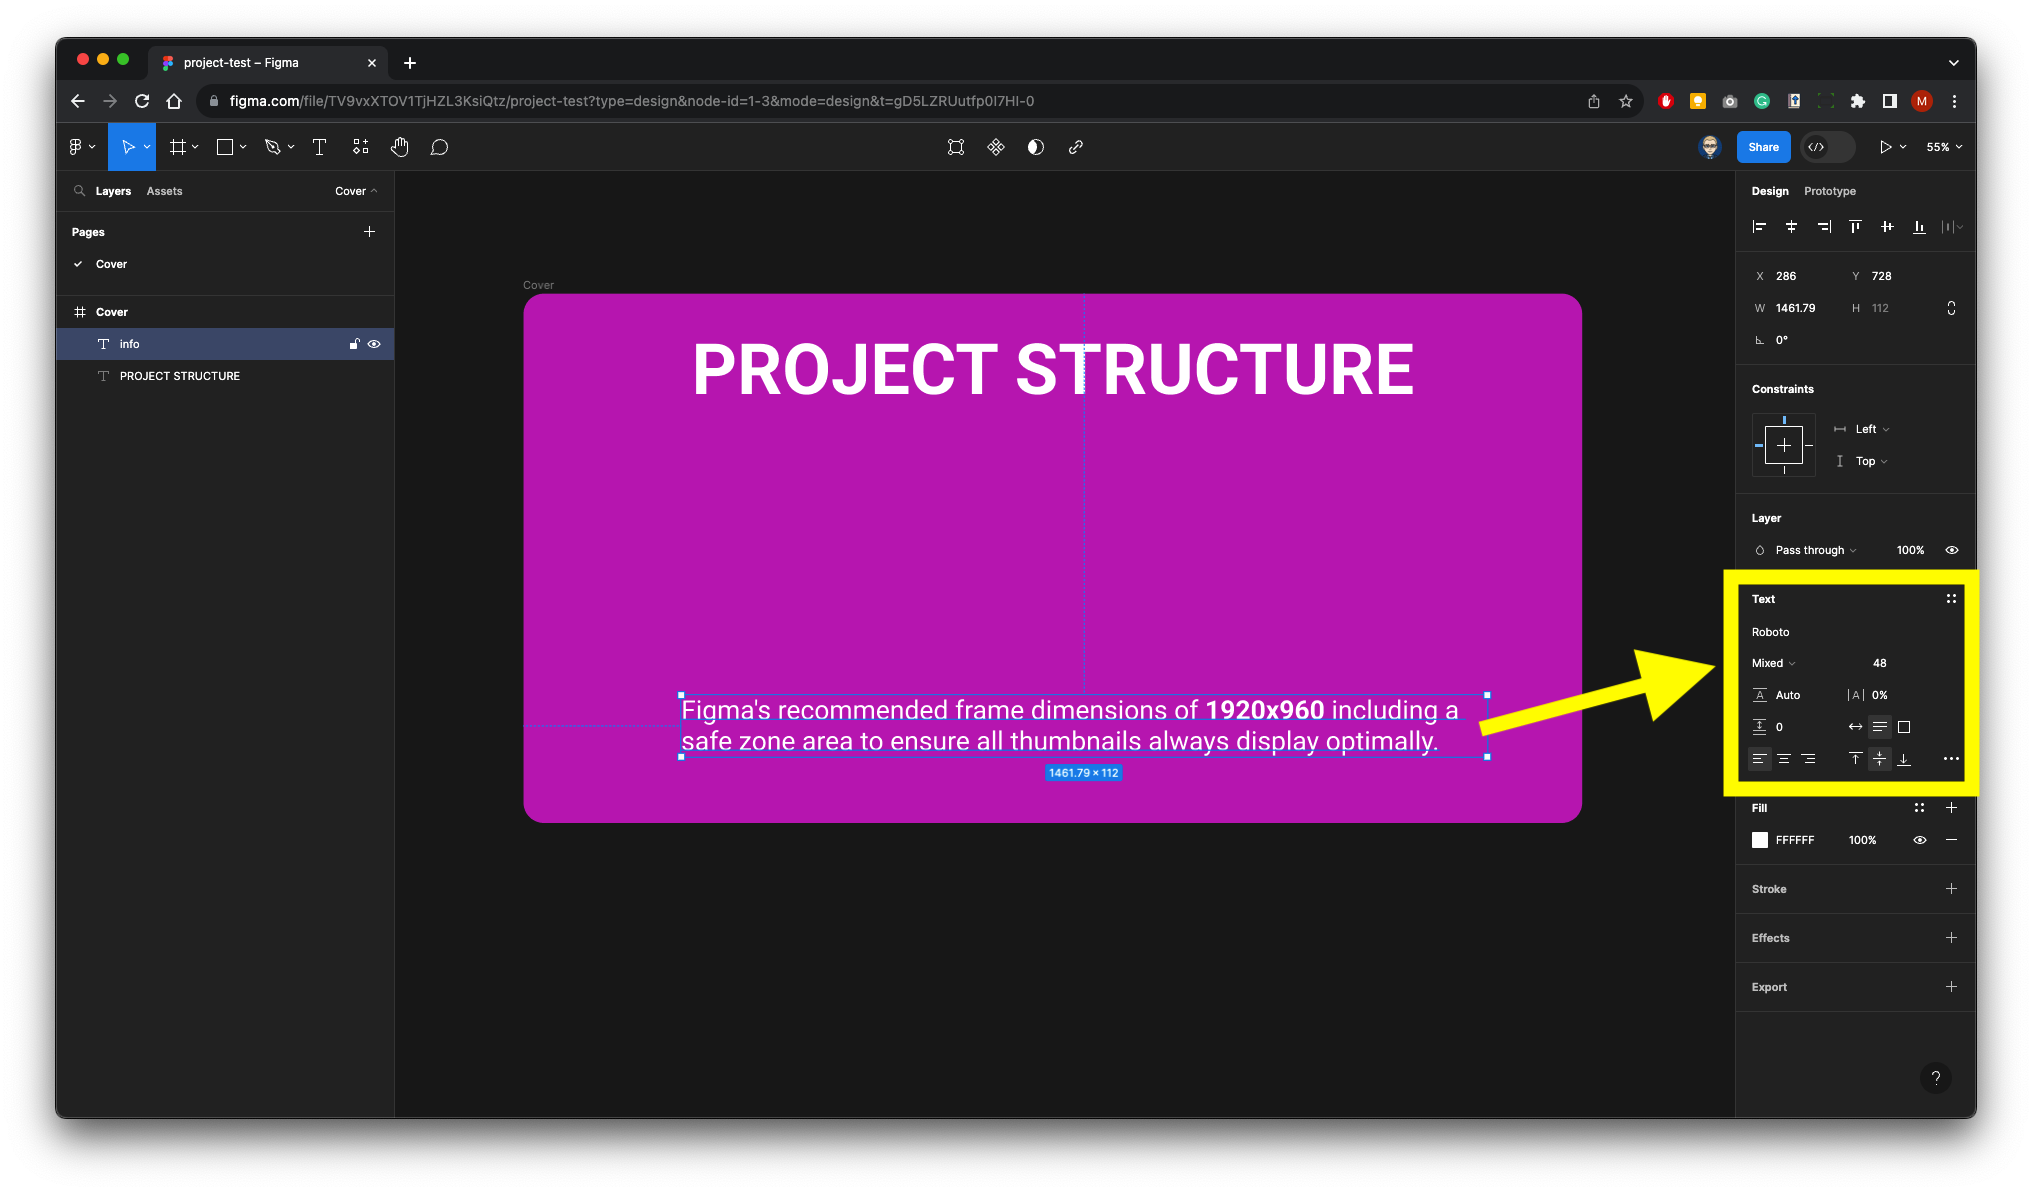 project-test – Figma
figma.com/file/TV9vxXTOV1TjHZL3KsiQtz/project-test?type=design&node-id=1-3&mode=design&t=gD5LZRUutfp0I7HI-0
M
Share
55%
Layers Assets Cover
Pages
Cover
Cover
info
PROJECT STRUCTURE
Cover
PROJECT STRUCTURE
Figma's recommended frame dimensions of 1920x960 including a
safe zone area to ensure all thumbnails always display optimally.
1461.79 × 112
Design Prototype
X 286 Y 728
W 1461.79 H 112
0°
Constraints
Left
Top
Layer
Pass through 100%
Text
Roboto
Mixed 48
Auto 0%
0
Fill
FFFFFF 100%
Stroke
Effects
Export
?